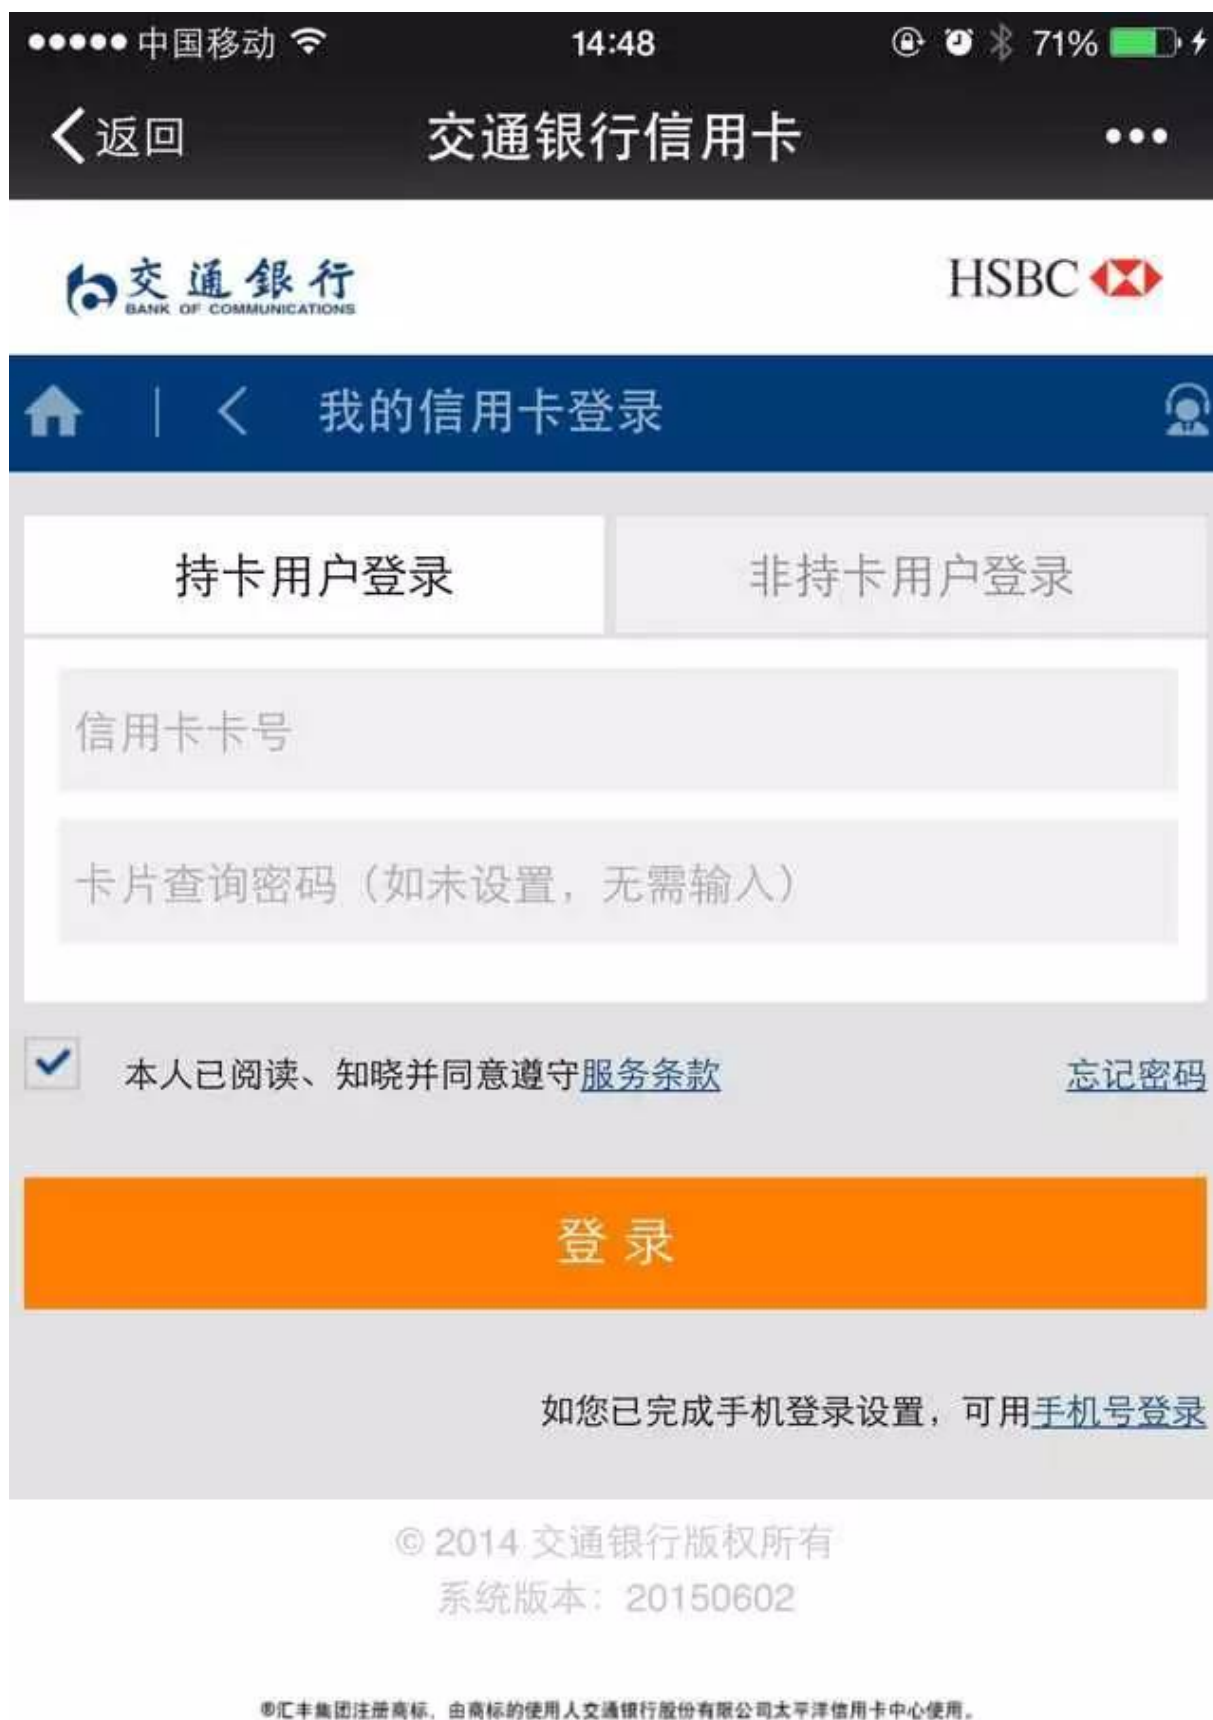 中国移动 14:48 71%
返回 交通银行信用卡
交通銀行 HSBC
BANK OF COMMUNICATIONS
我的信用卡登录
持卡用户登录 非持卡用户登录
信用卡卡号
卡片查询密码（如未设置，无需输入）
本人已阅读、知晓并同意遵守服务条款 忘记密码
登录
如您已完成手机登录设置，可用手机号登录
© 2014 交通银行版权所有
系统版本：20150602
®汇丰集团注册商标，由商标的使用人交通银行股份有限公司太平洋信用卡中心使用。